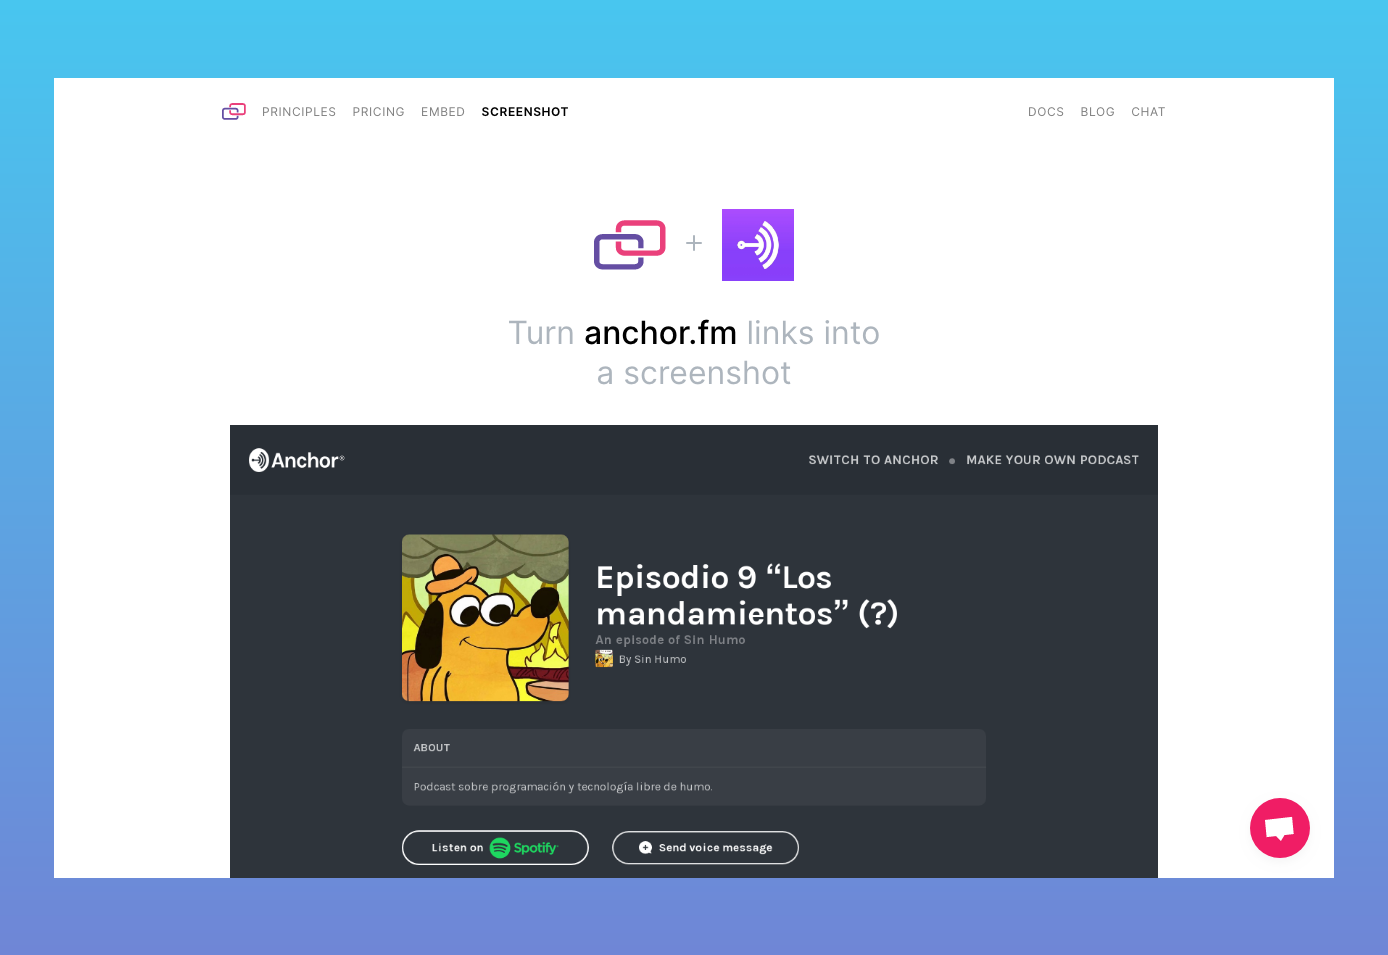 PRINCIPLES PRICING EMBED SCREENSHOT DOCS BLOG CHAT
+
Turn anchor.fm links into
a screenshot
Anchor®
SWITCH TO ANCHOR • MAKE YOUR OWN PODCAST
Episodio 9 “Los
mandamientos” (?)
An episode of Sin Humo
By Sin Humo
ABOUT
Podcast sobre programación y tecnología libre de humo.
Listen on Spotify
Send voice message